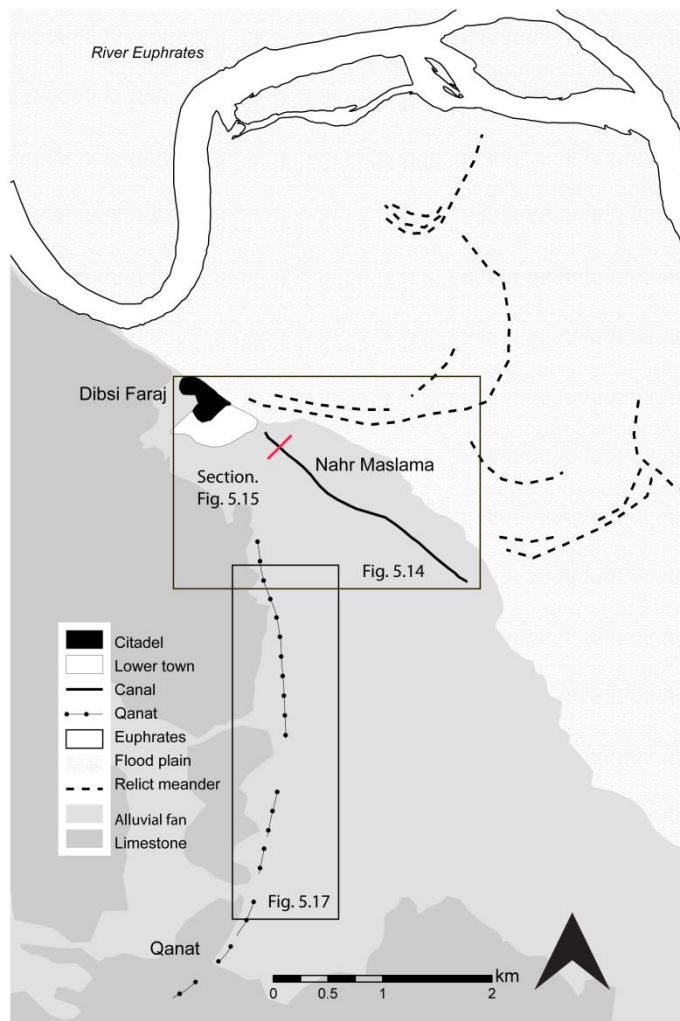 River Euphrates
Dibsi Faraj
Nahr Maslama
Section.
Fig. 5.15
Fig. 5.14
Citadel
Lower town
Canal
Qanat
Euphrates
Flood plain
Relict meander
Alluvial fan
Limestone
Fig. 5.17
Qanat
km
0 0.5 1 2